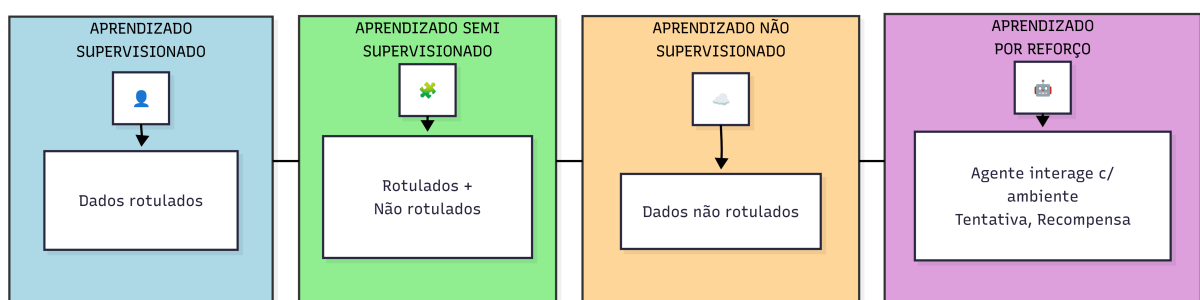 APRENDIZADO
SUPERVISIONADO
Dados rotulados
APRENDIZADO SEMI
SUPERVISIONADO
Rotulados +
Não rotulados
APRENDIZADO NÃO
SUPERVISIONADO
Dados não rotulados
APRENDIZADO
POR REFORÇO
Agente interage c/
ambiente
Tentativa, Recompensa